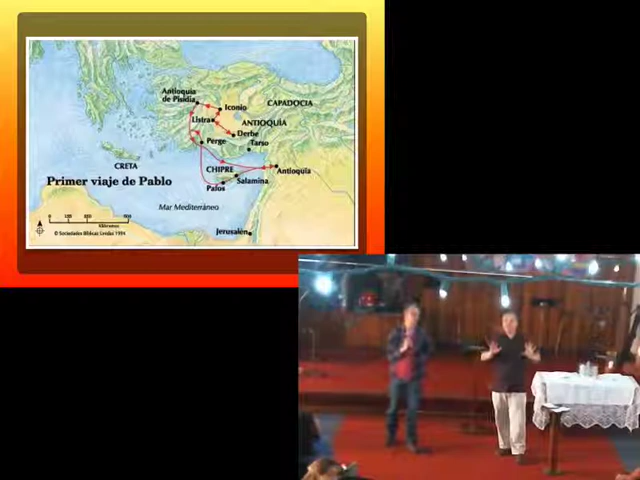 Antioquía
de Pisidia
Iconio
CAPADOCIA
Listra
ANTIOQUÍA
Derbe
Perge
Tarso
CRETA
CHIPRE
Antioquía
Primer viaje de Pablo
Salamina
Pafos
Mar Mediterráneo
Kilómetros
© Sociedades Bíblicas Unidas 1994
Jerusalén